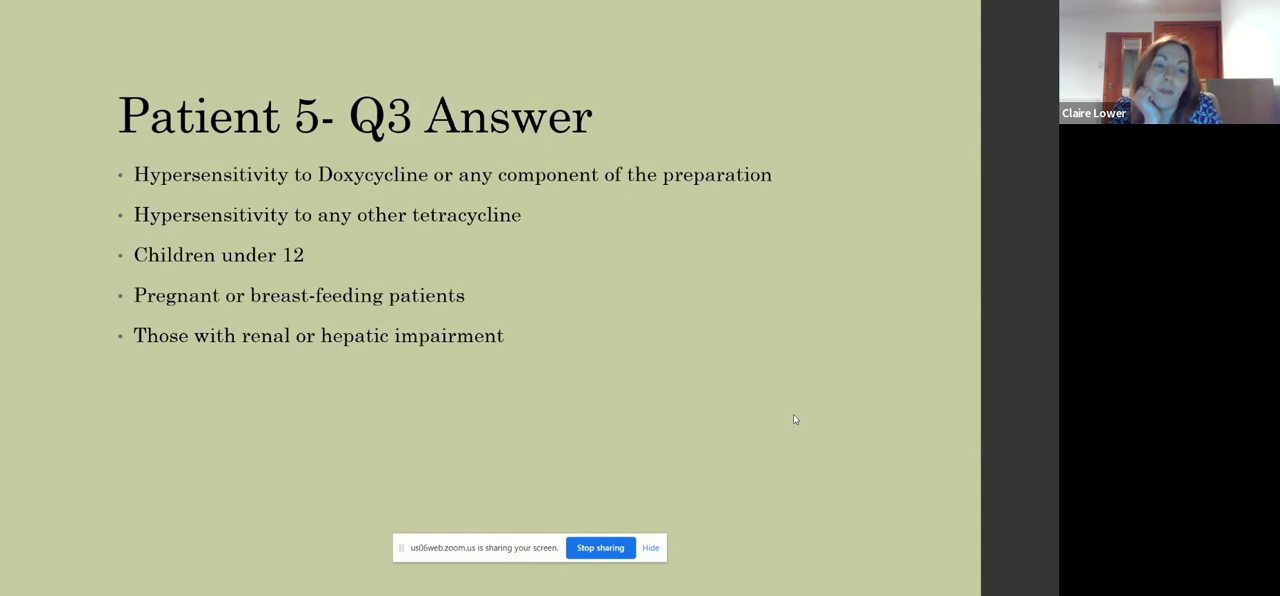 Patient 5- Q3 Answer
Hypersensitivity to Doxycycline or any component of the preparation
Hypersensitivity to any other tetracycline
Children under 12
Pregnant or breast-feeding patients
Those with renal or hepatic impairment
us06web.zoom.us is sharing your screen. Stop sharing Hide
Claire Lower